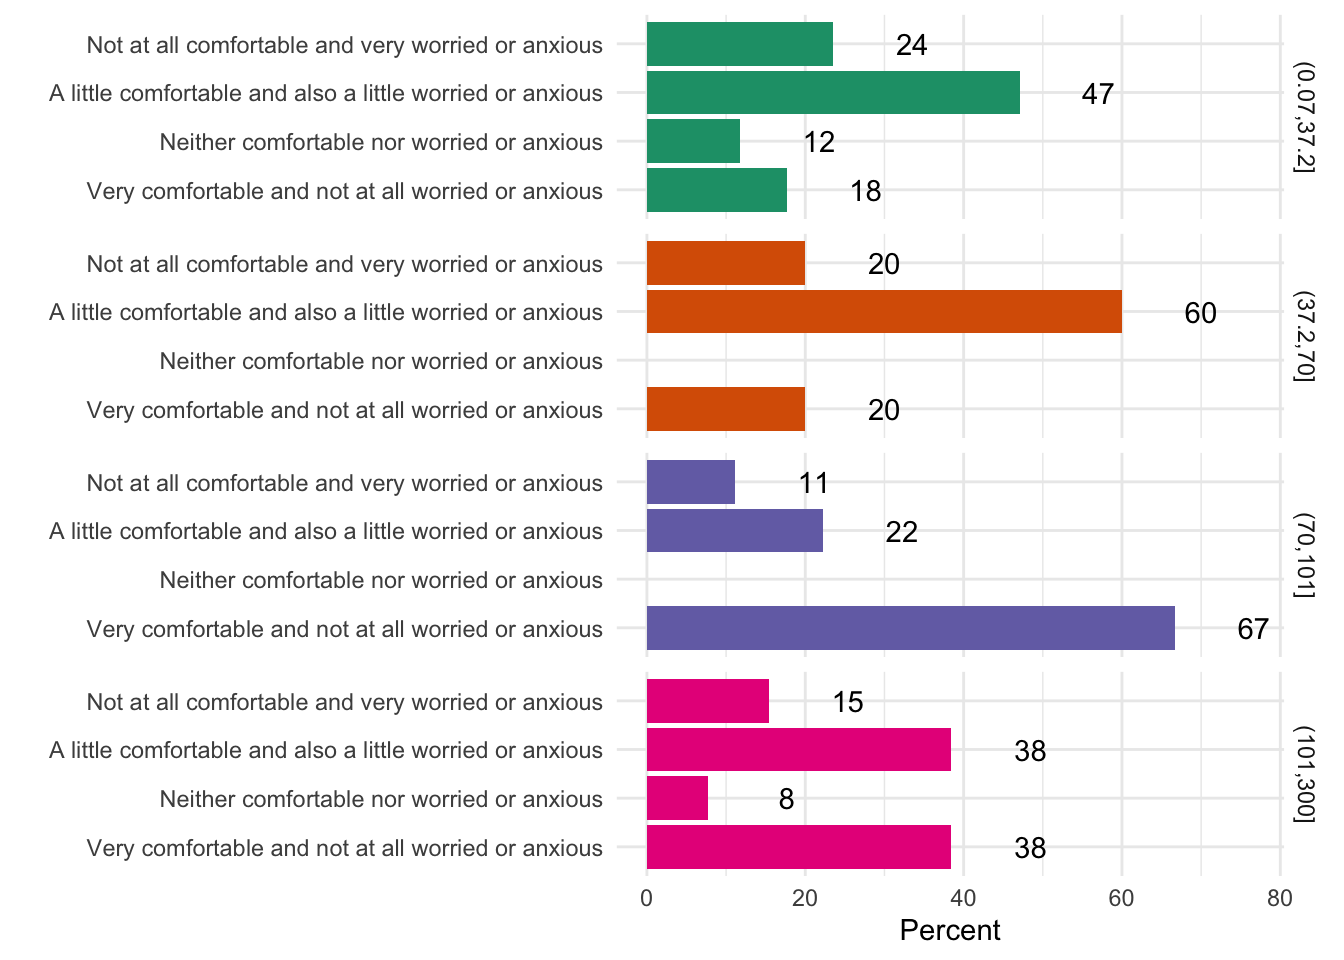 Not at all comfortable and very worried or anxious 24
A little comfortable and also a little worried or anxious 47
Neither comfortable nor worried or anxious 12
Very comfortable and not at all worried or anxious 18
(0.07,37.2]
Not at all comfortable and very worried or anxious 20
A little comfortable and also a little worried or anxious 60
Neither comfortable nor worried or anxious
Very comfortable and not at all worried or anxious 20
(37.2,70]
Not at all comfortable and very worried or anxious 11
A little comfortable and also a little worried or anxious 22
Neither comfortable nor worried or anxious
Very comfortable and not at all worried or anxious 67
(70,101]
Not at all comfortable and very worried or anxious 15
A little comfortable and also a little worried or anxious 38
Neither comfortable nor worried or anxious 8
Very comfortable and not at all worried or anxious 38
(101,300]
0 20 40 60 80
Percent